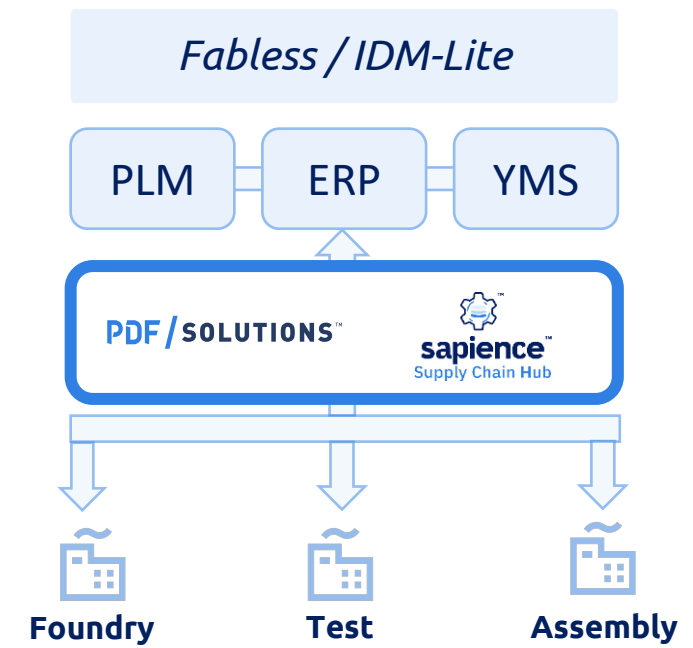 Fabless / IDM-Lite
PLM ERP YMS
PDF/SOLUTIONS™
sapience™
Supply Chain Hub
Foundry Test Assembly